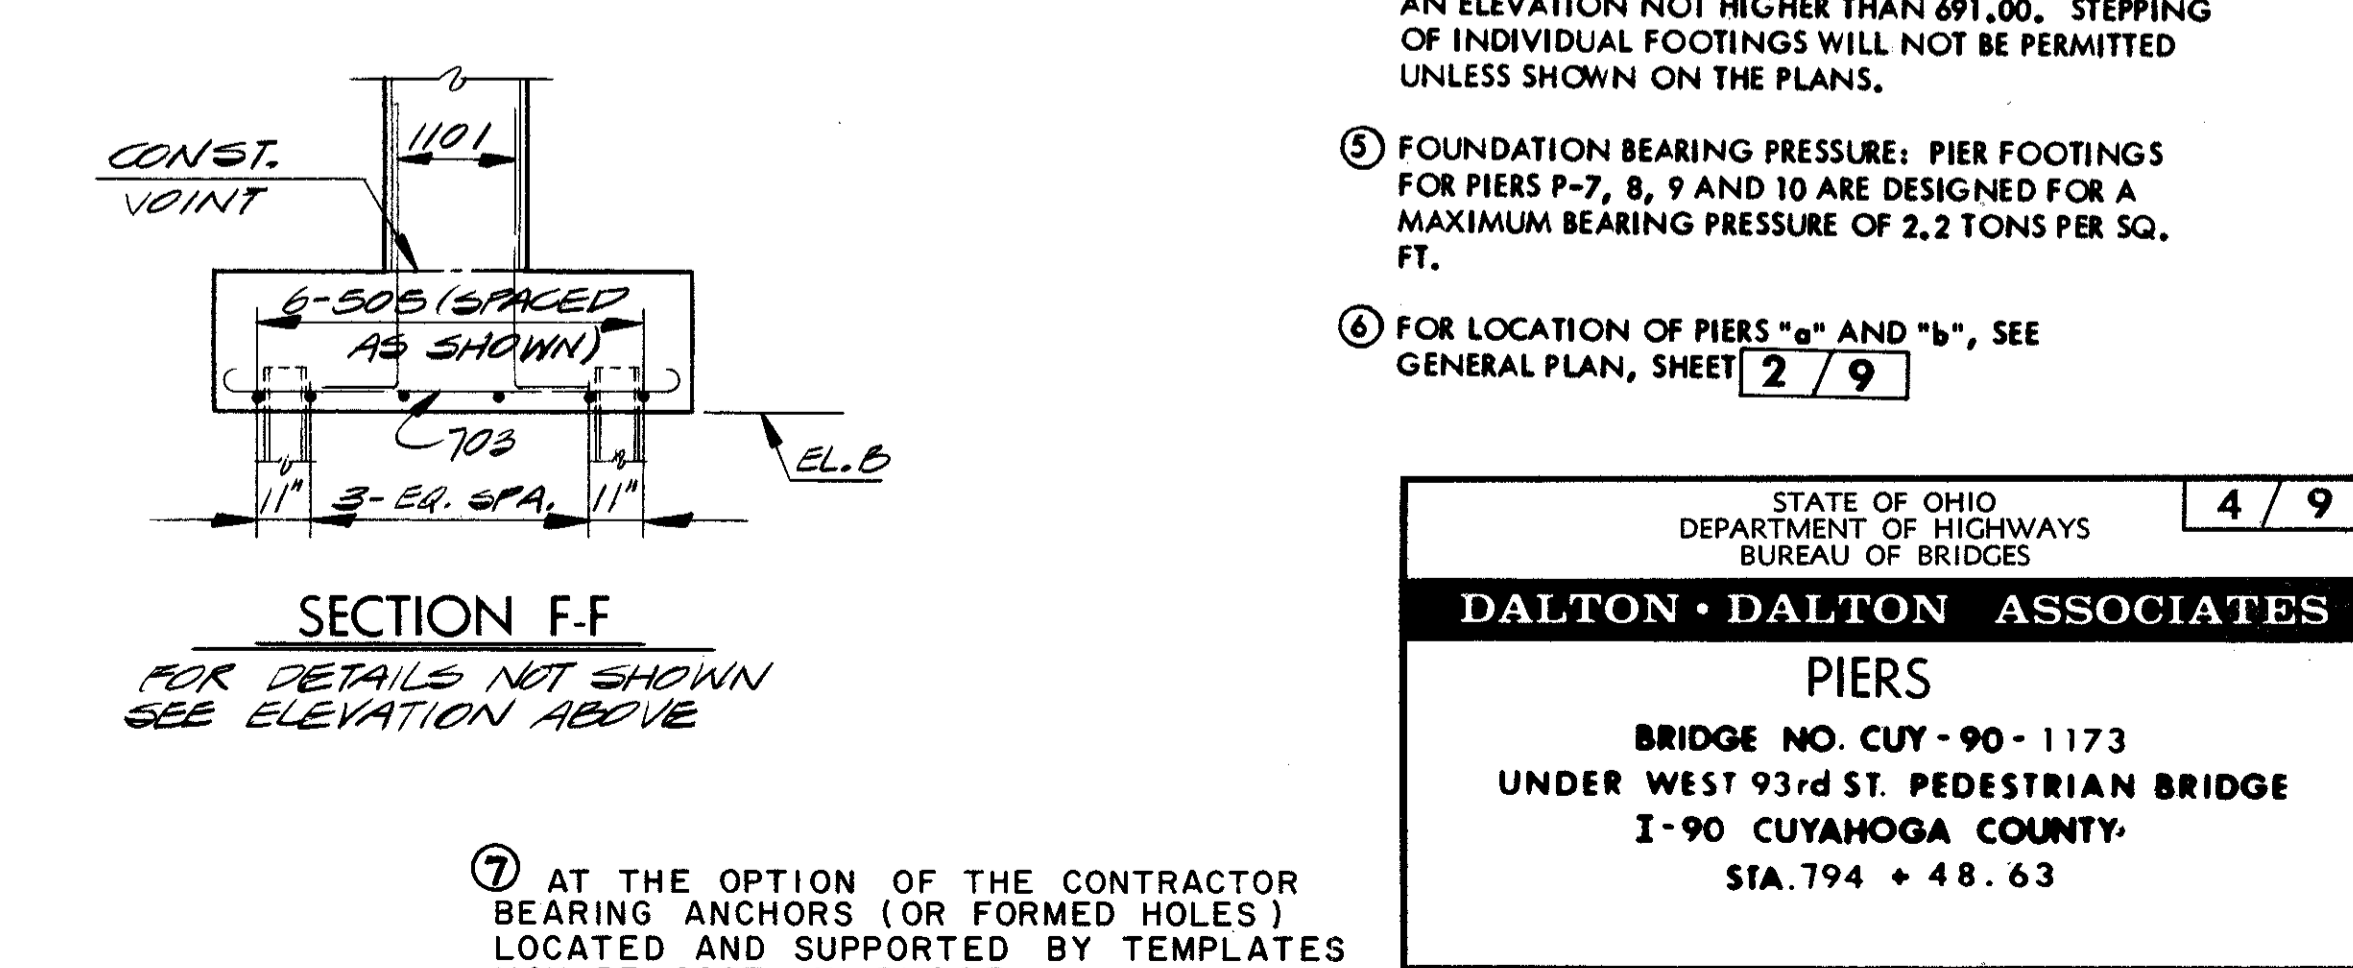 AN ELEVATION NOT HIGHER THAN 691.00. STEPPING
OF INDIVIDUAL FOOTINGS WILL NOT BE PERMITTED
UNLESS SHOWN ON THE PLANS.
1101
CONST.
JOINT
6-505 (SPACED
AS SHOWN)
703
EL.B
11"
3-EQ. SPA.
11"
SECTION F-F
FOR DETAILS NOT SHOWN
SEE ELEVATION ABOVE
5 FOUNDATION BEARING PRESSURE: PIER FOOTINGS
FOR PIERS P-7, 8, 9 AND 10 ARE DESIGNED FOR A
MAXIMUM BEARING PRESSURE OF 2.2 TONS PER SQ.
FT.
6 FOR LOCATION OF PIERS "a" AND "b", SEE
GENERAL PLAN, SHEET 2 / 9
7 AT THE OPTION OF THE CONTRACTOR
BEARING ANCHORS (OR FORMED HOLES)
LOCATED AND SUPPORTED BY TEMPLATES
STATE OF OHIO
DEPARTMENT OF HIGHWAYS
BUREAU OF BRIDGES
4 / 9
DALTON • DALTON ASSOCIATES
PIERS
BRIDGE NO. CUY-90-1173
UNDER WEST 93rd ST. PEDESTRIAN BRIDGE
I-90 CUYAHOGA COUNTY
STA. 794 + 48.63